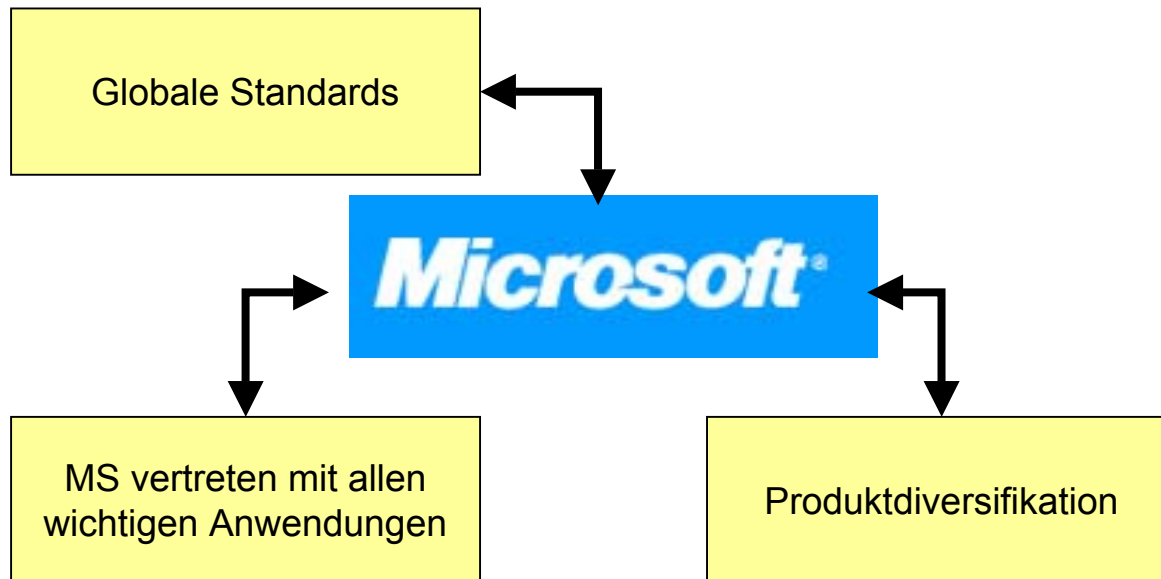 Globale Standards
Microsoft®
MS vertreten mit allen
wichtigen Anwendungen
Produktdiversifikation